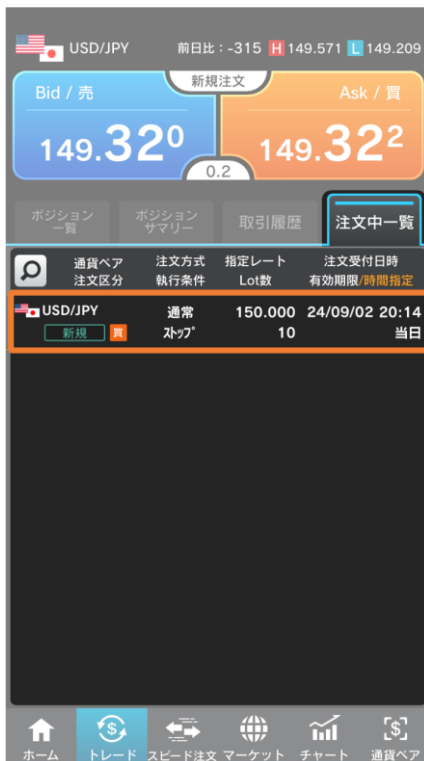 USD/JPY 前日比：-315 H 149.571 L 149.209
新規注文
Bid / 売 Ask / 買
149.320 149.322
0.2
ポジション一覧 ポジションサマリー 取引履歴 注文中一覧
通貨ペア 注文方式 指定レート 注文受付日時
注文区分 執行条件 Lot数 有効期限/時間指定
USD/JPY 通常 150.000 24/09/02 20:14
新規 買 ｽﾄｯﾌﾟ 10 当日
ホーム トレード スピード注文 マーケット チャート 通貨ペア